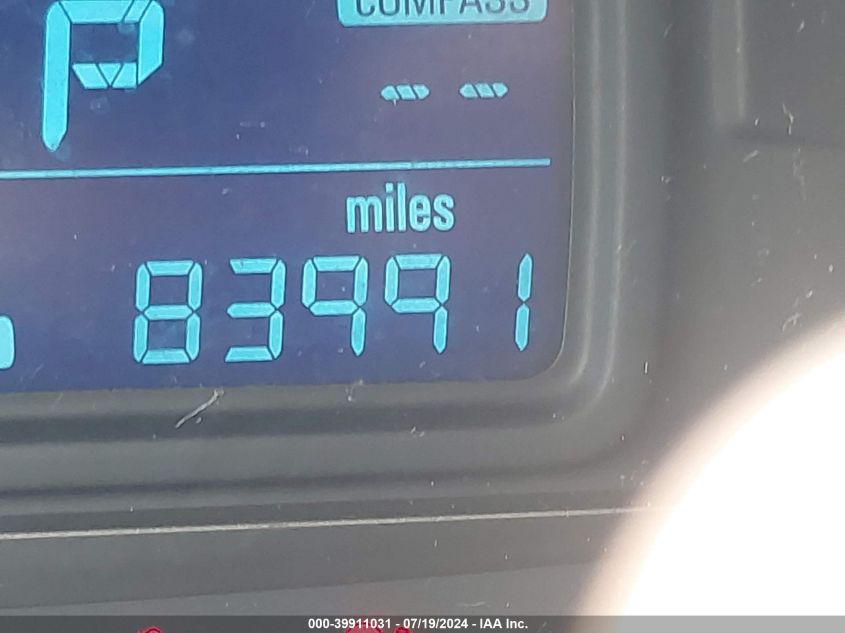 COMPASS
P
-- --
miles
83991
000-39911031 - 07/19/2024 - IAA Inc.